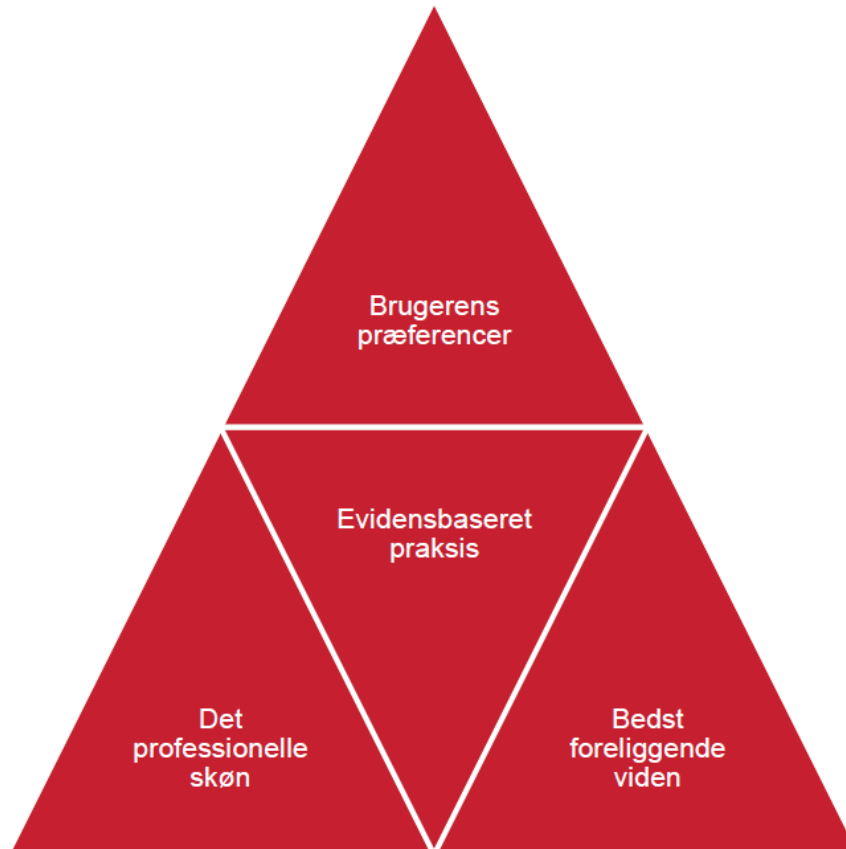 Brugerens
præferencer
Evidensbaseret
praksis
Det
professionelle
skøn
Bedst
foreliggende
viden